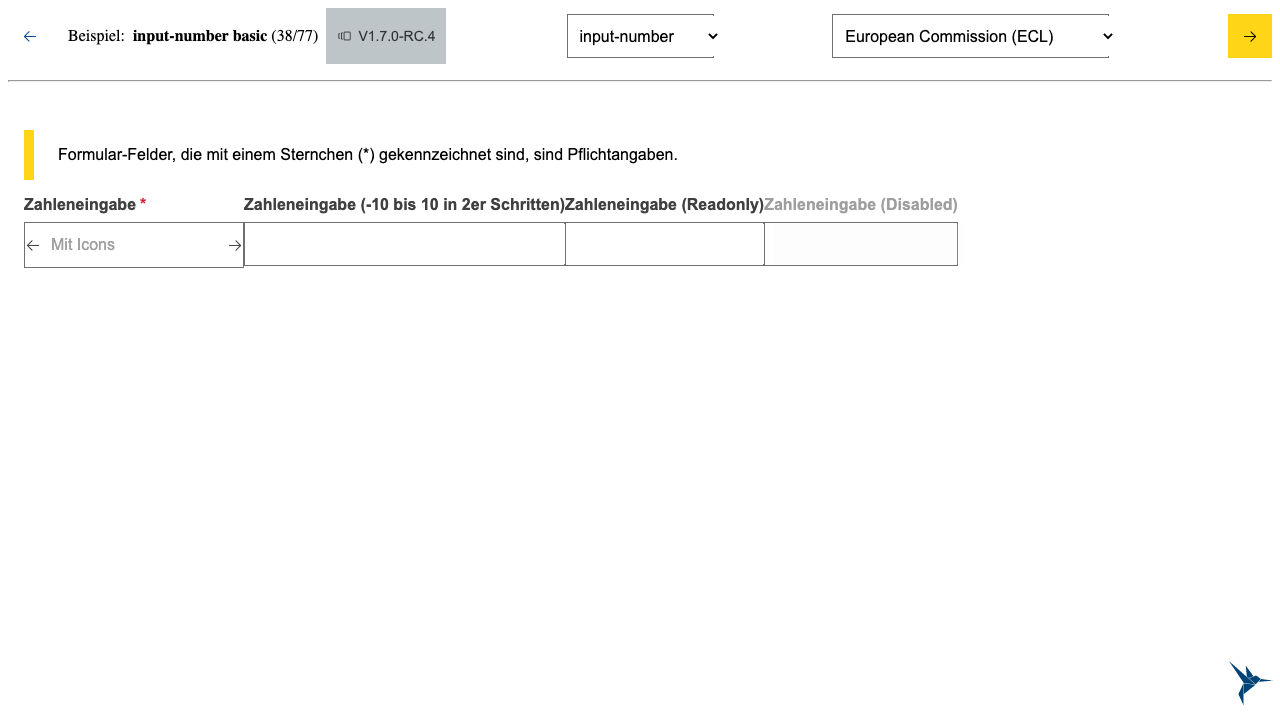 Beispiel: input-number basic (38/77) V1.7.0-RC.4 input-number European Commission (ECL)
Formular-Felder, die mit einem Sternchen (*) gekennzeichnet sind, sind Pflichtangaben.
Zahleneingabe * Zahleneingabe (-10 bis 10 in 2er Schritten) Zahleneingabe (Readonly) Zahleneingabe (Disabled)
Mit Icons